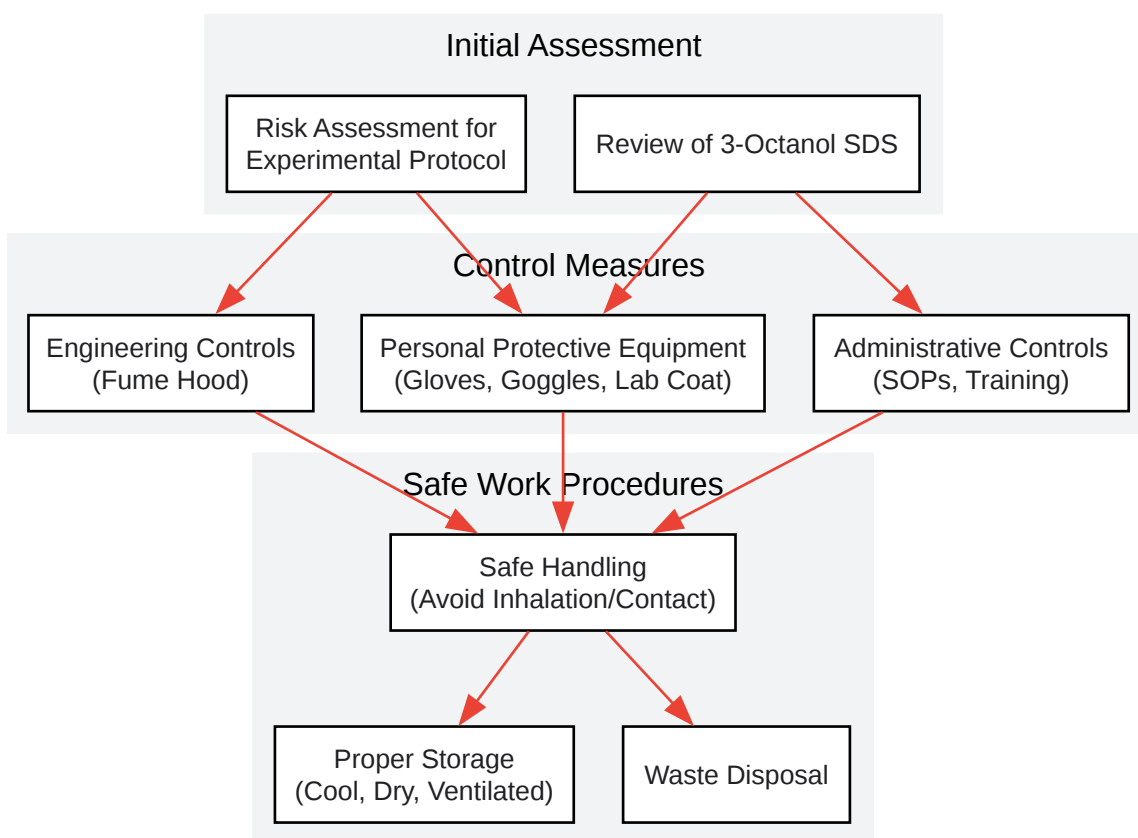 Initial Assessment
Risk Assessment for
Experimental Protocol
Review of 3-Octanol SDS
Control Measures
Engineering Controls
(Fume Hood)
Personal Protective Equipment
(Gloves, Goggles, Lab Coat)
Administrative Controls
(SOPs, Training)
Safe Work Procedures
Safe Handling
(Avoid Inhalation/Contact)
Proper Storage
(Cool, Dry, Ventilated)
Waste Disposal